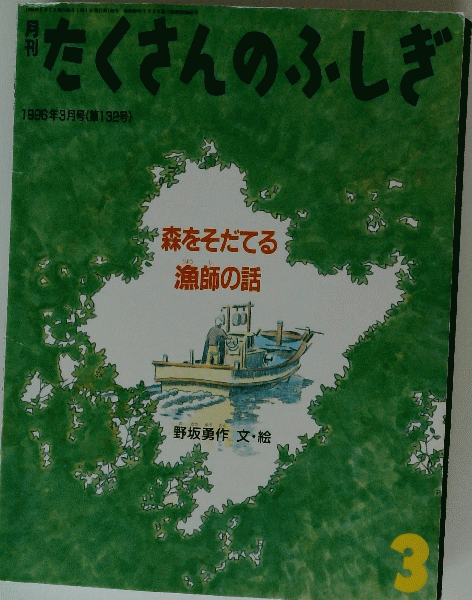 月刊 たくさんのふしぎ
1996年3月号(第132号)
森をそだてる
漁師の話
野坂勇作 文・絵
3